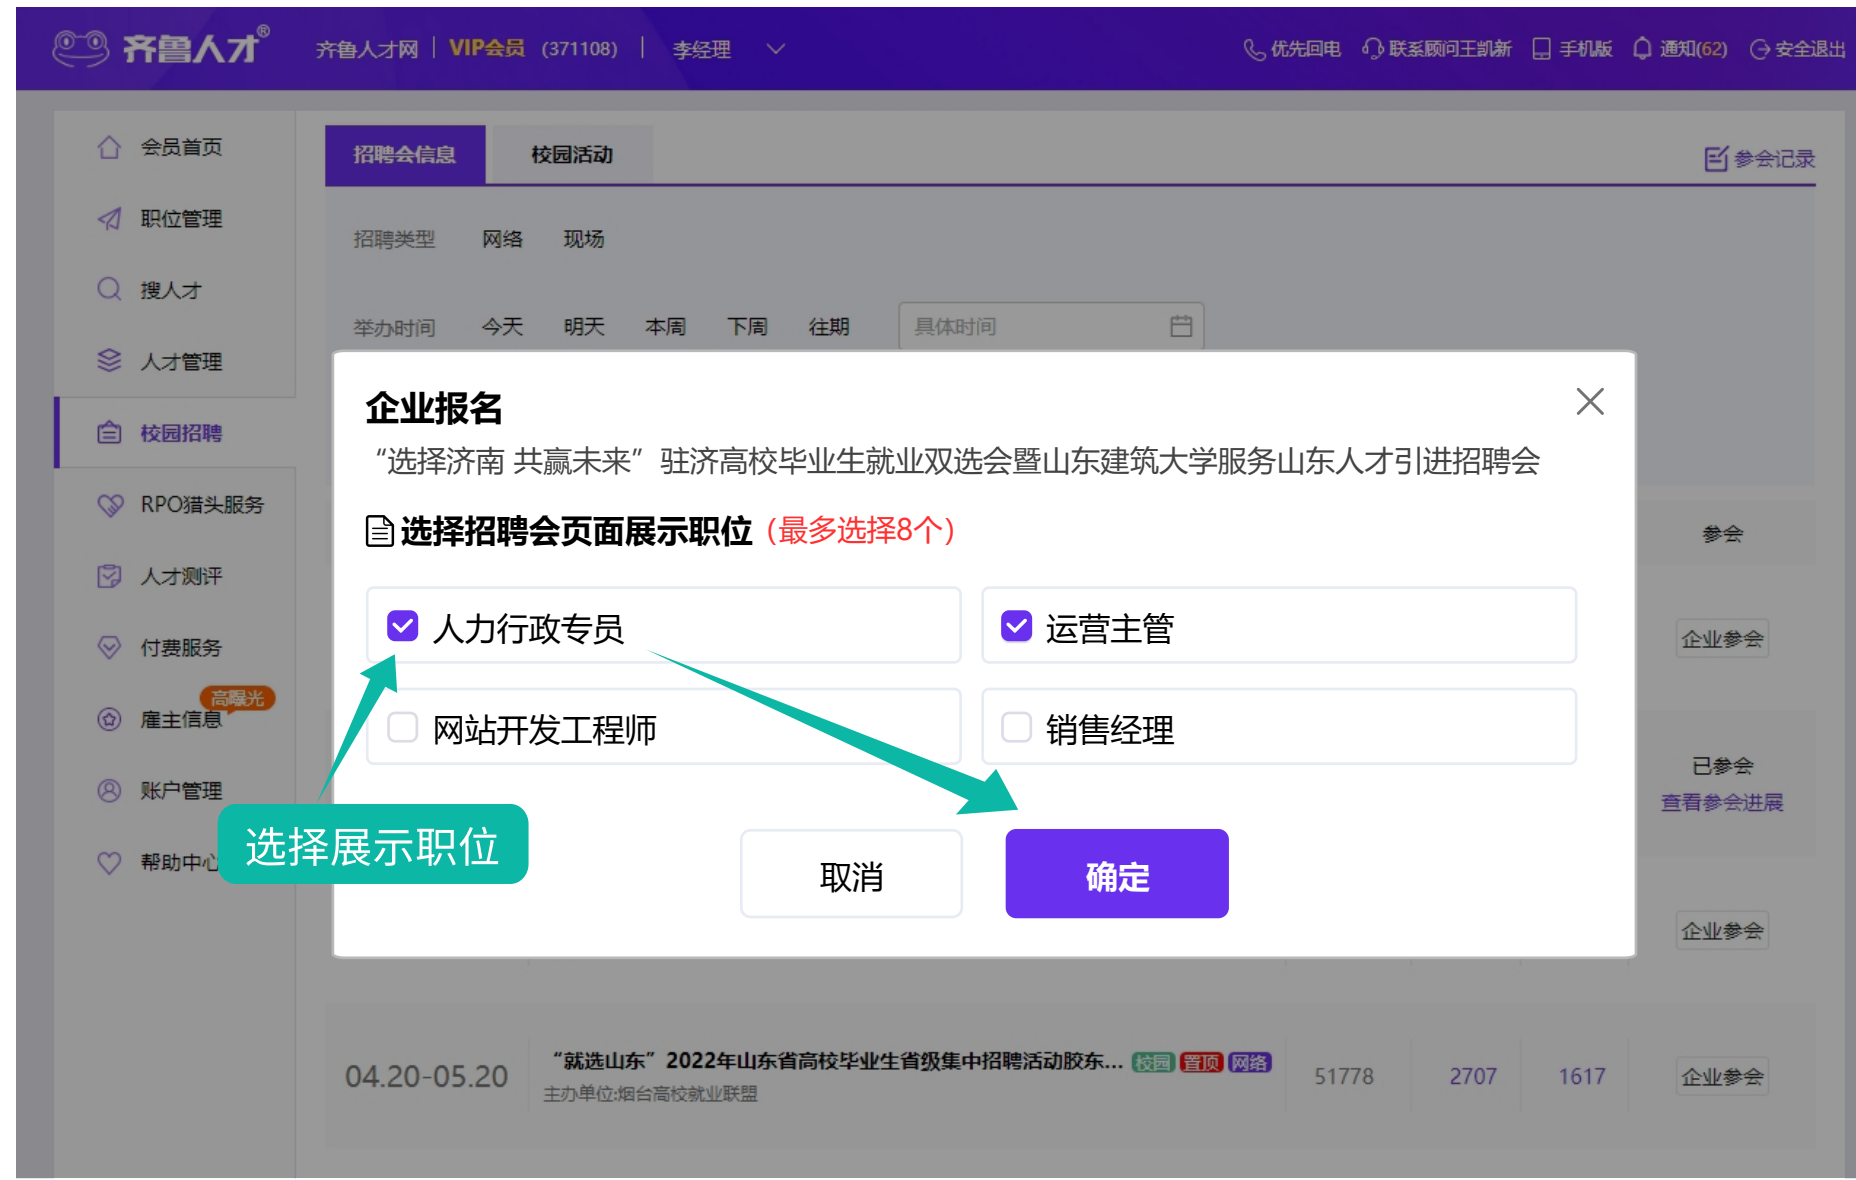 齐鲁人才®
齐鲁人才网 VIP会员 (371108) 李经理
优先回电 联系顾问王凯新 手机版 通知(62) 安全退出
会员首页
职位管理
搜人才
人才管理
校园招聘
RPO猎头服务
人才测评
付费服务
高曝光
雇主信息
账户管理
帮助中心
招聘会信息 校园活动
参会记录
招聘类型 网络 现场
举办时间 今天 明天 本周 下周 往期 具体时间
企业报名
“选择济南 共赢未来”驻济高校毕业生就业双选会暨山东建筑大学服务山东人才引进招聘会
选择招聘会页面展示职位（最多选择8个）
人力行政专员 运营主管
网站开发工程师 销售经理
选择展示职位
取消 确定
参会
企业参会
已参会
查看参会进展
企业参会
04.20-05.20
“就选山东”2022年山东省高校毕业生省级集中招聘活动胶东... 校园 置顶 网络
主办单位:烟台高校就业联盟
51778 2707 1617 企业参会